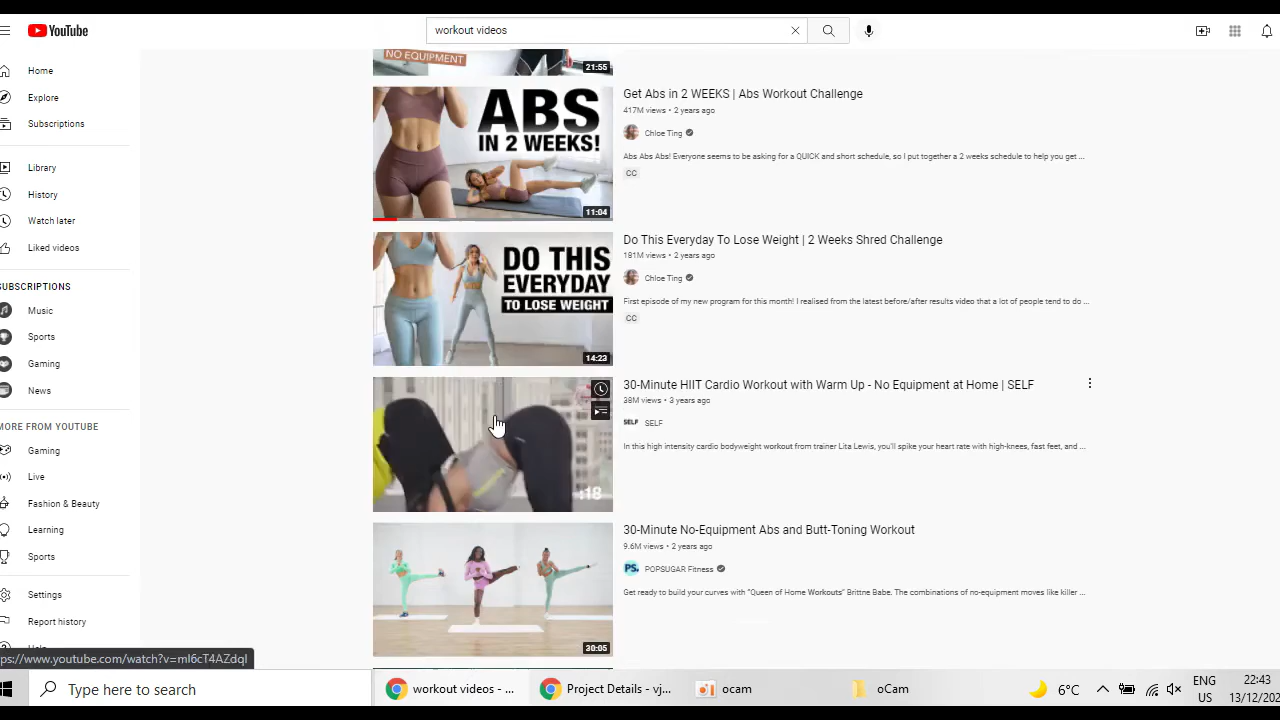 YouTube
workout videos
Home
Explore
Subscriptions
Library
History
Watch later
Liked videos
SUBSCRIPTIONS
Music
Sports
Gaming
News
MORE FROM YOUTUBE
Gaming
Live
Fashion & Beauty
Learning
Sports
Settings
Report history
NO EQUIPMENT
21:55
ABS
IN 2 WEEKS!
11:04
Get Abs in 2 WEEKS | Abs Workout Challenge
417M views • 2 years ago
Chloe Ting
Abs Abs Abs! Everyone seems to be asking for a QUICK and short schedule, so I put together a 2 weeks schedule to help you get ...
CC
DO THIS
EVERYDAY
TO LOSE WEIGHT
14:23
Do This Everyday To Lose Weight | 2 Weeks Shred Challenge
181M views • 2 years ago
Chloe Ting
First episode of my new program for this month! I realised from the latest before/after results video that a lot of people tend to do ...
CC
:18
30-Minute HIIT Cardio Workout with Warm Up - No Equipment at Home | SELF
38M views • 3 years ago
SELF SELF
In this high intensity cardio bodyweight workout from trainer Lita Lewis, you'll spike your heart rate with high-knees, fast feet, and ...
30:05
30-Minute No-Equipment Abs and Butt-Toning Workout
9.6M views • 2 years ago
PS. POPSUGAR Fitness
Get ready to build your curves with "Queen of Home Workouts" Brittne Babe. The combinations of no-equipment moves like killer ...
Type here to search
workout videos - ...
Project Details - vj...
ocam
oCam
6°C
ENG
US
22:43
13/12/202